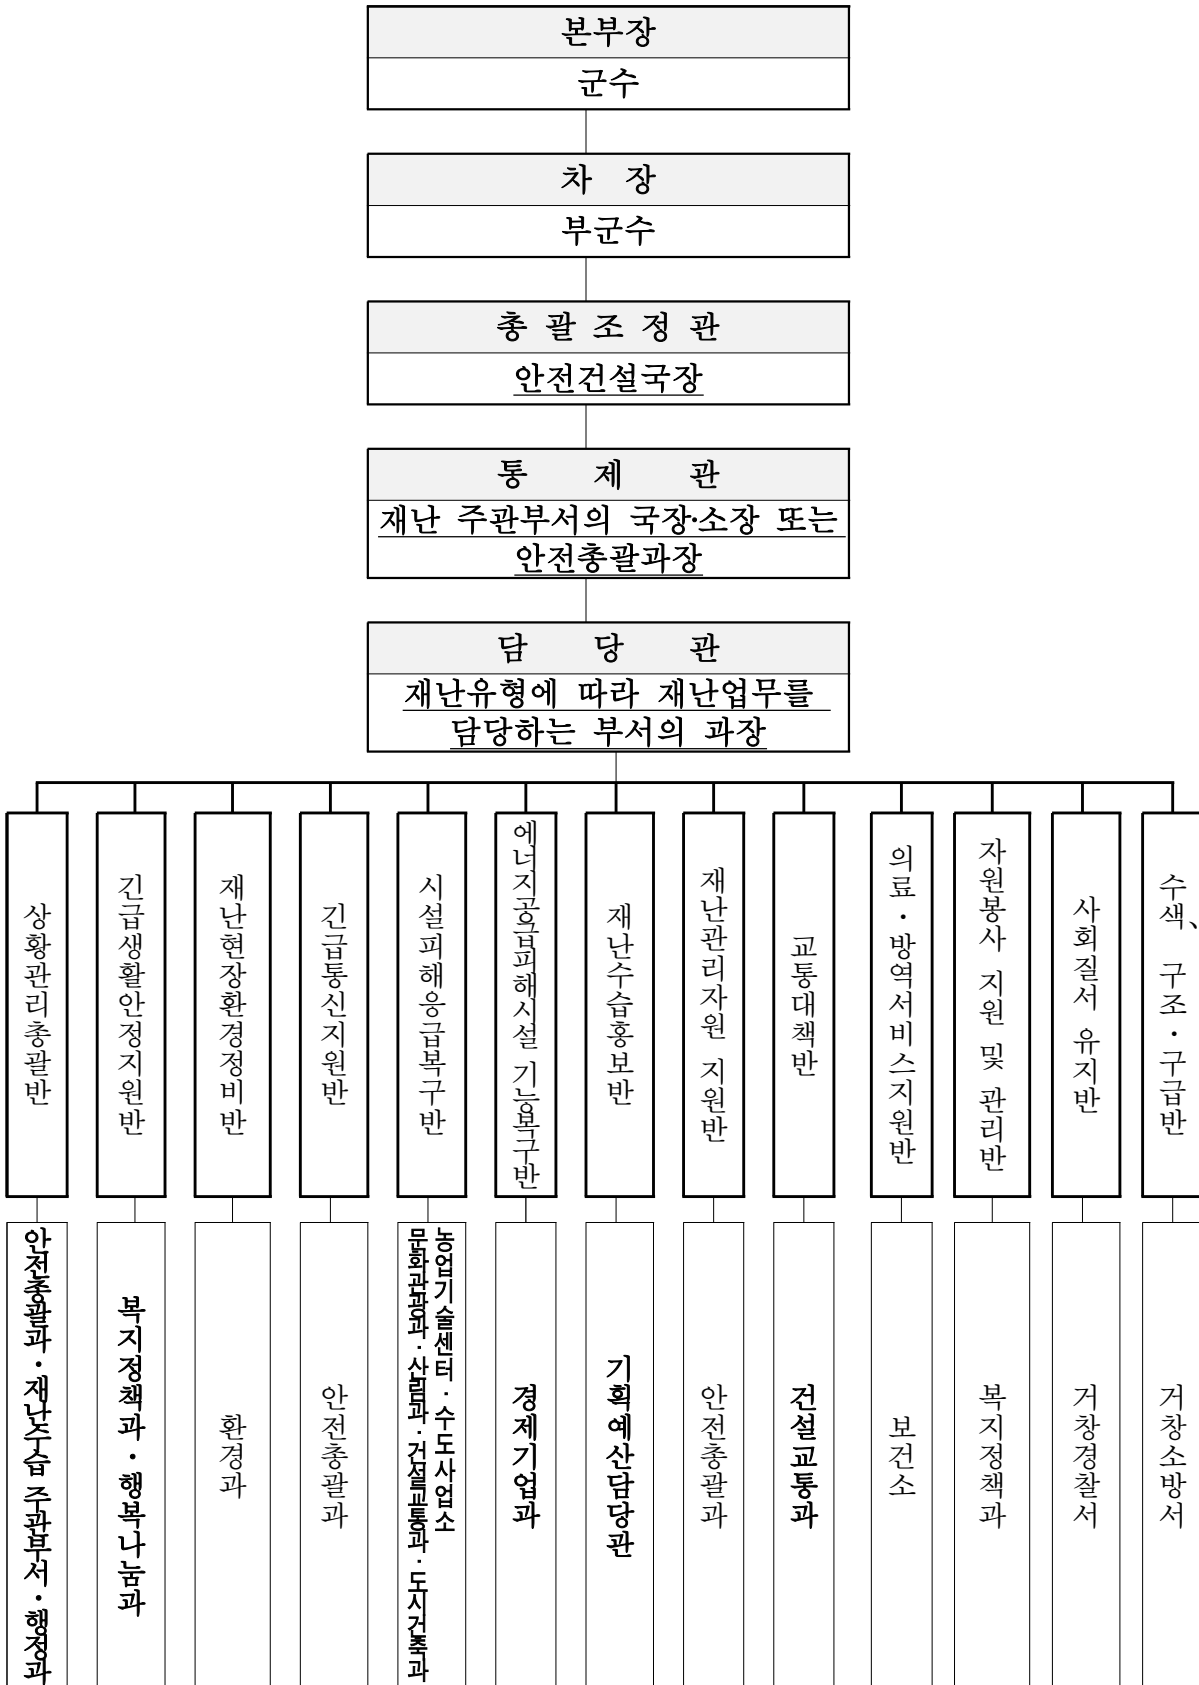 본부장
군수
차 장
부군수
총 괄 조 정 관
안전건설국장
통 제 관
재난 주관부서의 국장·소장 또는
안전총괄과장
담 당 관
재난유형에 따라 재난업무를
담당하는 부서의 과장
상황관리총괄반
긴급생활안정지원반
재난현장환경정비반
긴급통신지원반
시설피해응급복구반
에너지공급피해시설 기능복구반
재난수습홍보반
재난관리자원 지원반
교통대책반
의료·방역서비스지원반
자원봉사 지원 및 관리반
사회질서 유지반
수색、 구조·구급반
안전총괄과·재난수습 주관부서·행정과
복지정책과·행복나눔과
환경과
안전총괄과
농업기술센터·수도사업소
문화관광과·산림과·건설교통과·도시건축과
경제기업과
기획예산담당관
안전총괄과
건설교통과
보건소
복지정책과
거창경찰서
거창소방서